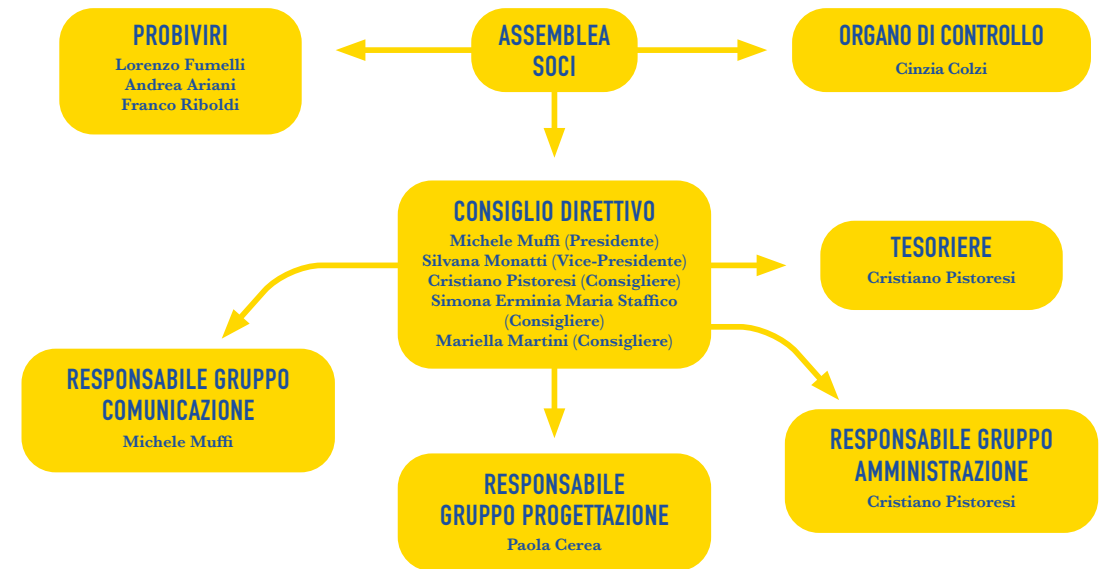 PROBIVIRI
Lorenzo Fumelli
Andrea Ariani
Franco Riboldi
ASSEMBLEA
SOCI
ORGANO DI CONTROLLO
Cinzia Colzi
CONSIGLIO DIRETTIVO
Michele Muffi (Presidente)
Silvana Monatti (Vice-Presidente)
Cristiano Pistoresi (Consigliere)
Simona Erminia Maria Staffico
(Consigliere)
Mariella Martini (Consigliere)
TESORIERE
Cristiano Pistoresi
RESPONSABILE GRUPPO
COMUNICAZIONE
Michele Muffi
RESPONSABILE
GRUPPO PROGETTAZIONE
Paola Cerea
RESPONSABILE GRUPPO
AMMINISTRAZIONE
Cristiano Pistoresi